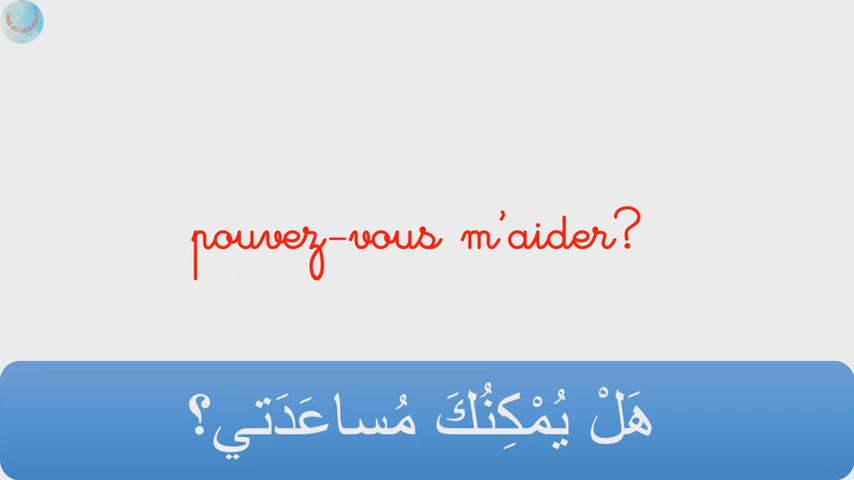 pouvez-vous m'aider?
هَلْ يُمْكِنُكَ مُساعَدَتي؟